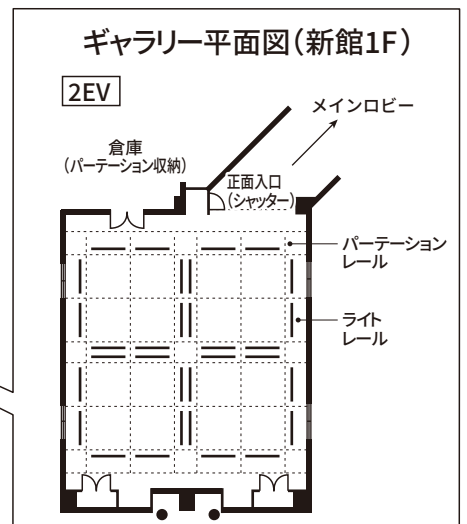 ギャラリー平面図(新館1F)
2EV
メインロビー
倉庫
(パーテーション収納)
正面入口
(シャッター)
パーテーション
レール
ライト
レール